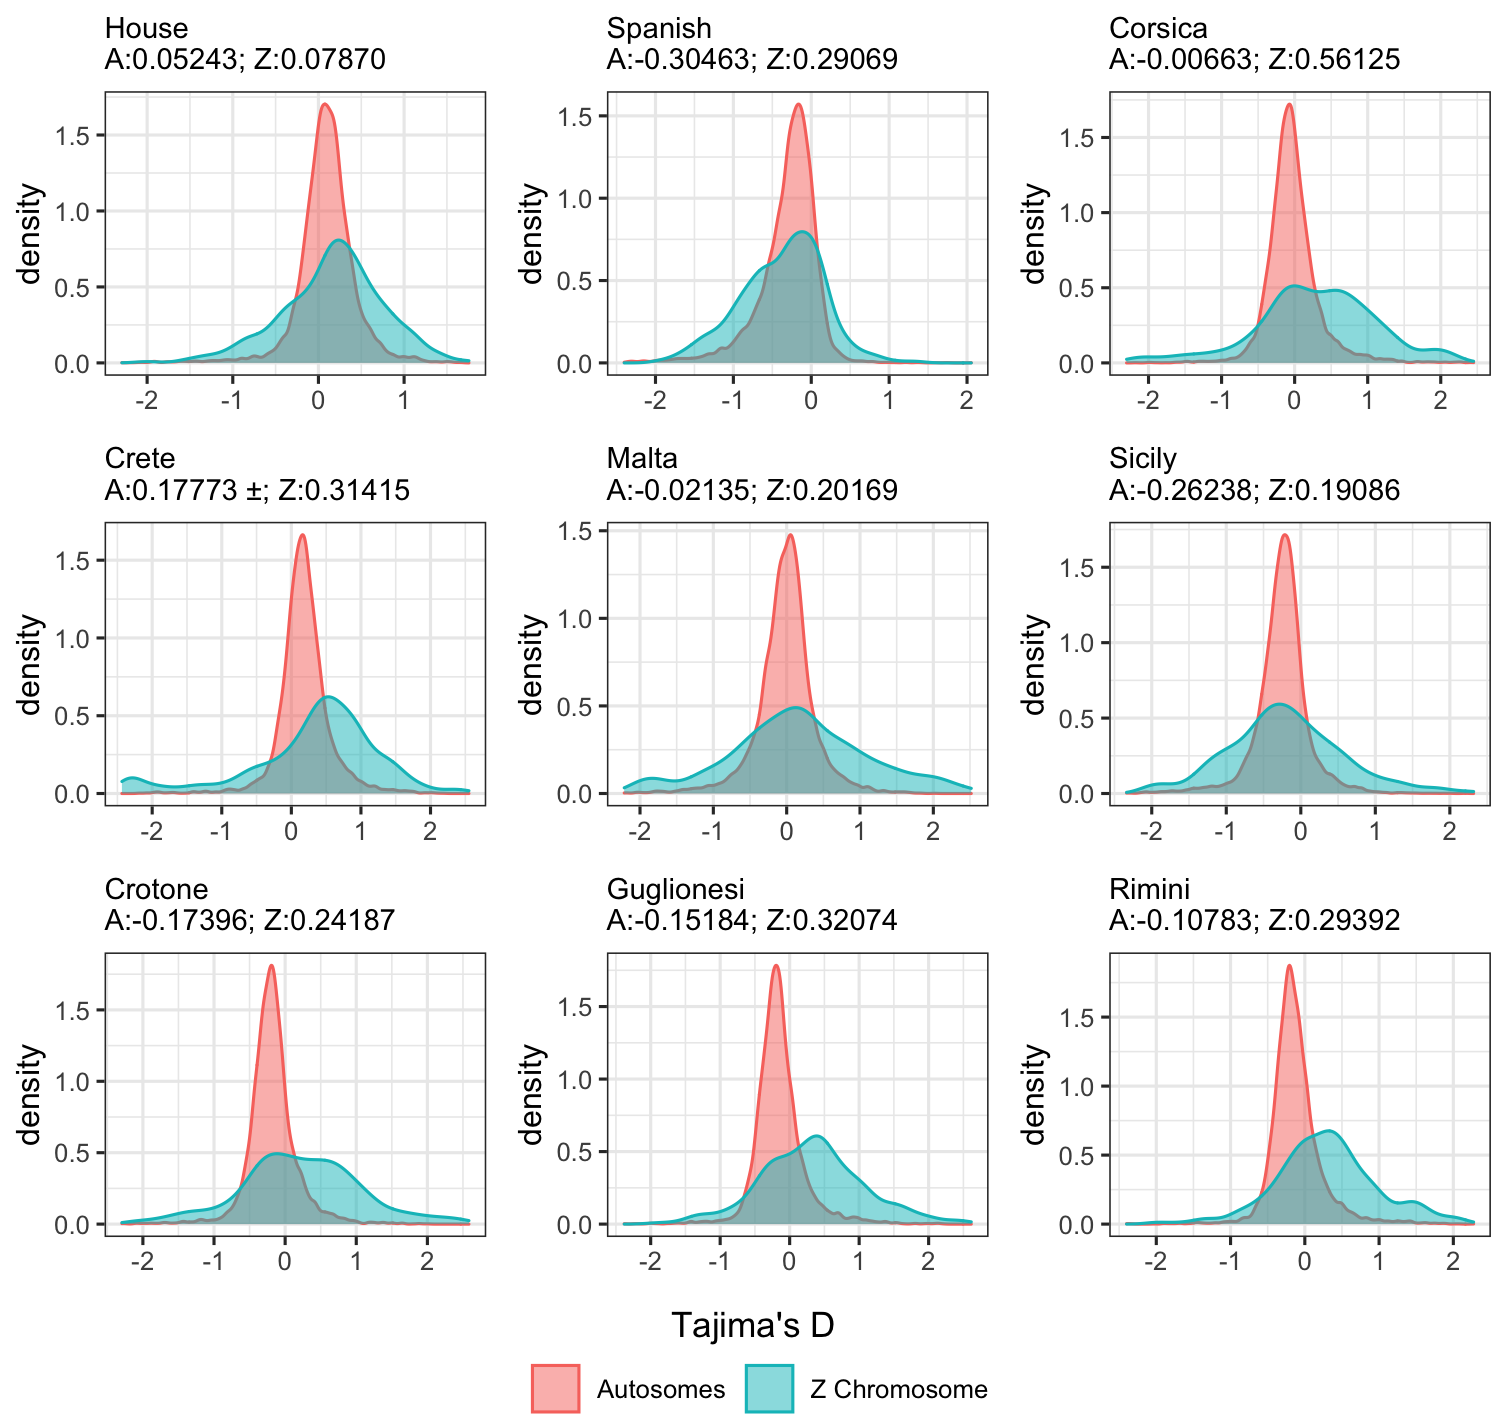 House
A:0.05243; Z:0.07870
density
1.5
1.0
0.5
0.0
-2 -1 0 1
Spanish
A:-0.30463; Z:0.29069
density
1.5
1.0
0.5
0.0
-2 -1 0 1 2
Corsica
A:-0.00663; Z:0.56125
density
1.5
1.0
0.5
0.0
-2 -1 0 1 2
Crete
A:0.17773 ±; Z:0.31415
density
1.5
1.0
0.5
0.0
-2 -1 0 1 2
Malta
A:-0.02135; Z:0.20169
density
1.5
1.0
0.5
0.0
-2 -1 0 1 2
Sicily
A:-0.26238; Z:0.19086
density
1.5
1.0
0.5
0.0
-2 -1 0 1 2
Crotone
A:-0.17396; Z:0.24187
density
1.5
1.0
0.5
0.0
-2 -1 0 1 2
Guglionesi
A:-0.15184; Z:0.32074
density
1.5
1.0
0.5
0.0
-2 -1 0 1 2
Rimini
A:-0.10783; Z:0.29392
density
1.5
1.0
0.5
0.0
-2 -1 0 1 2
Tajima's D
Autosomes Z Chromosome